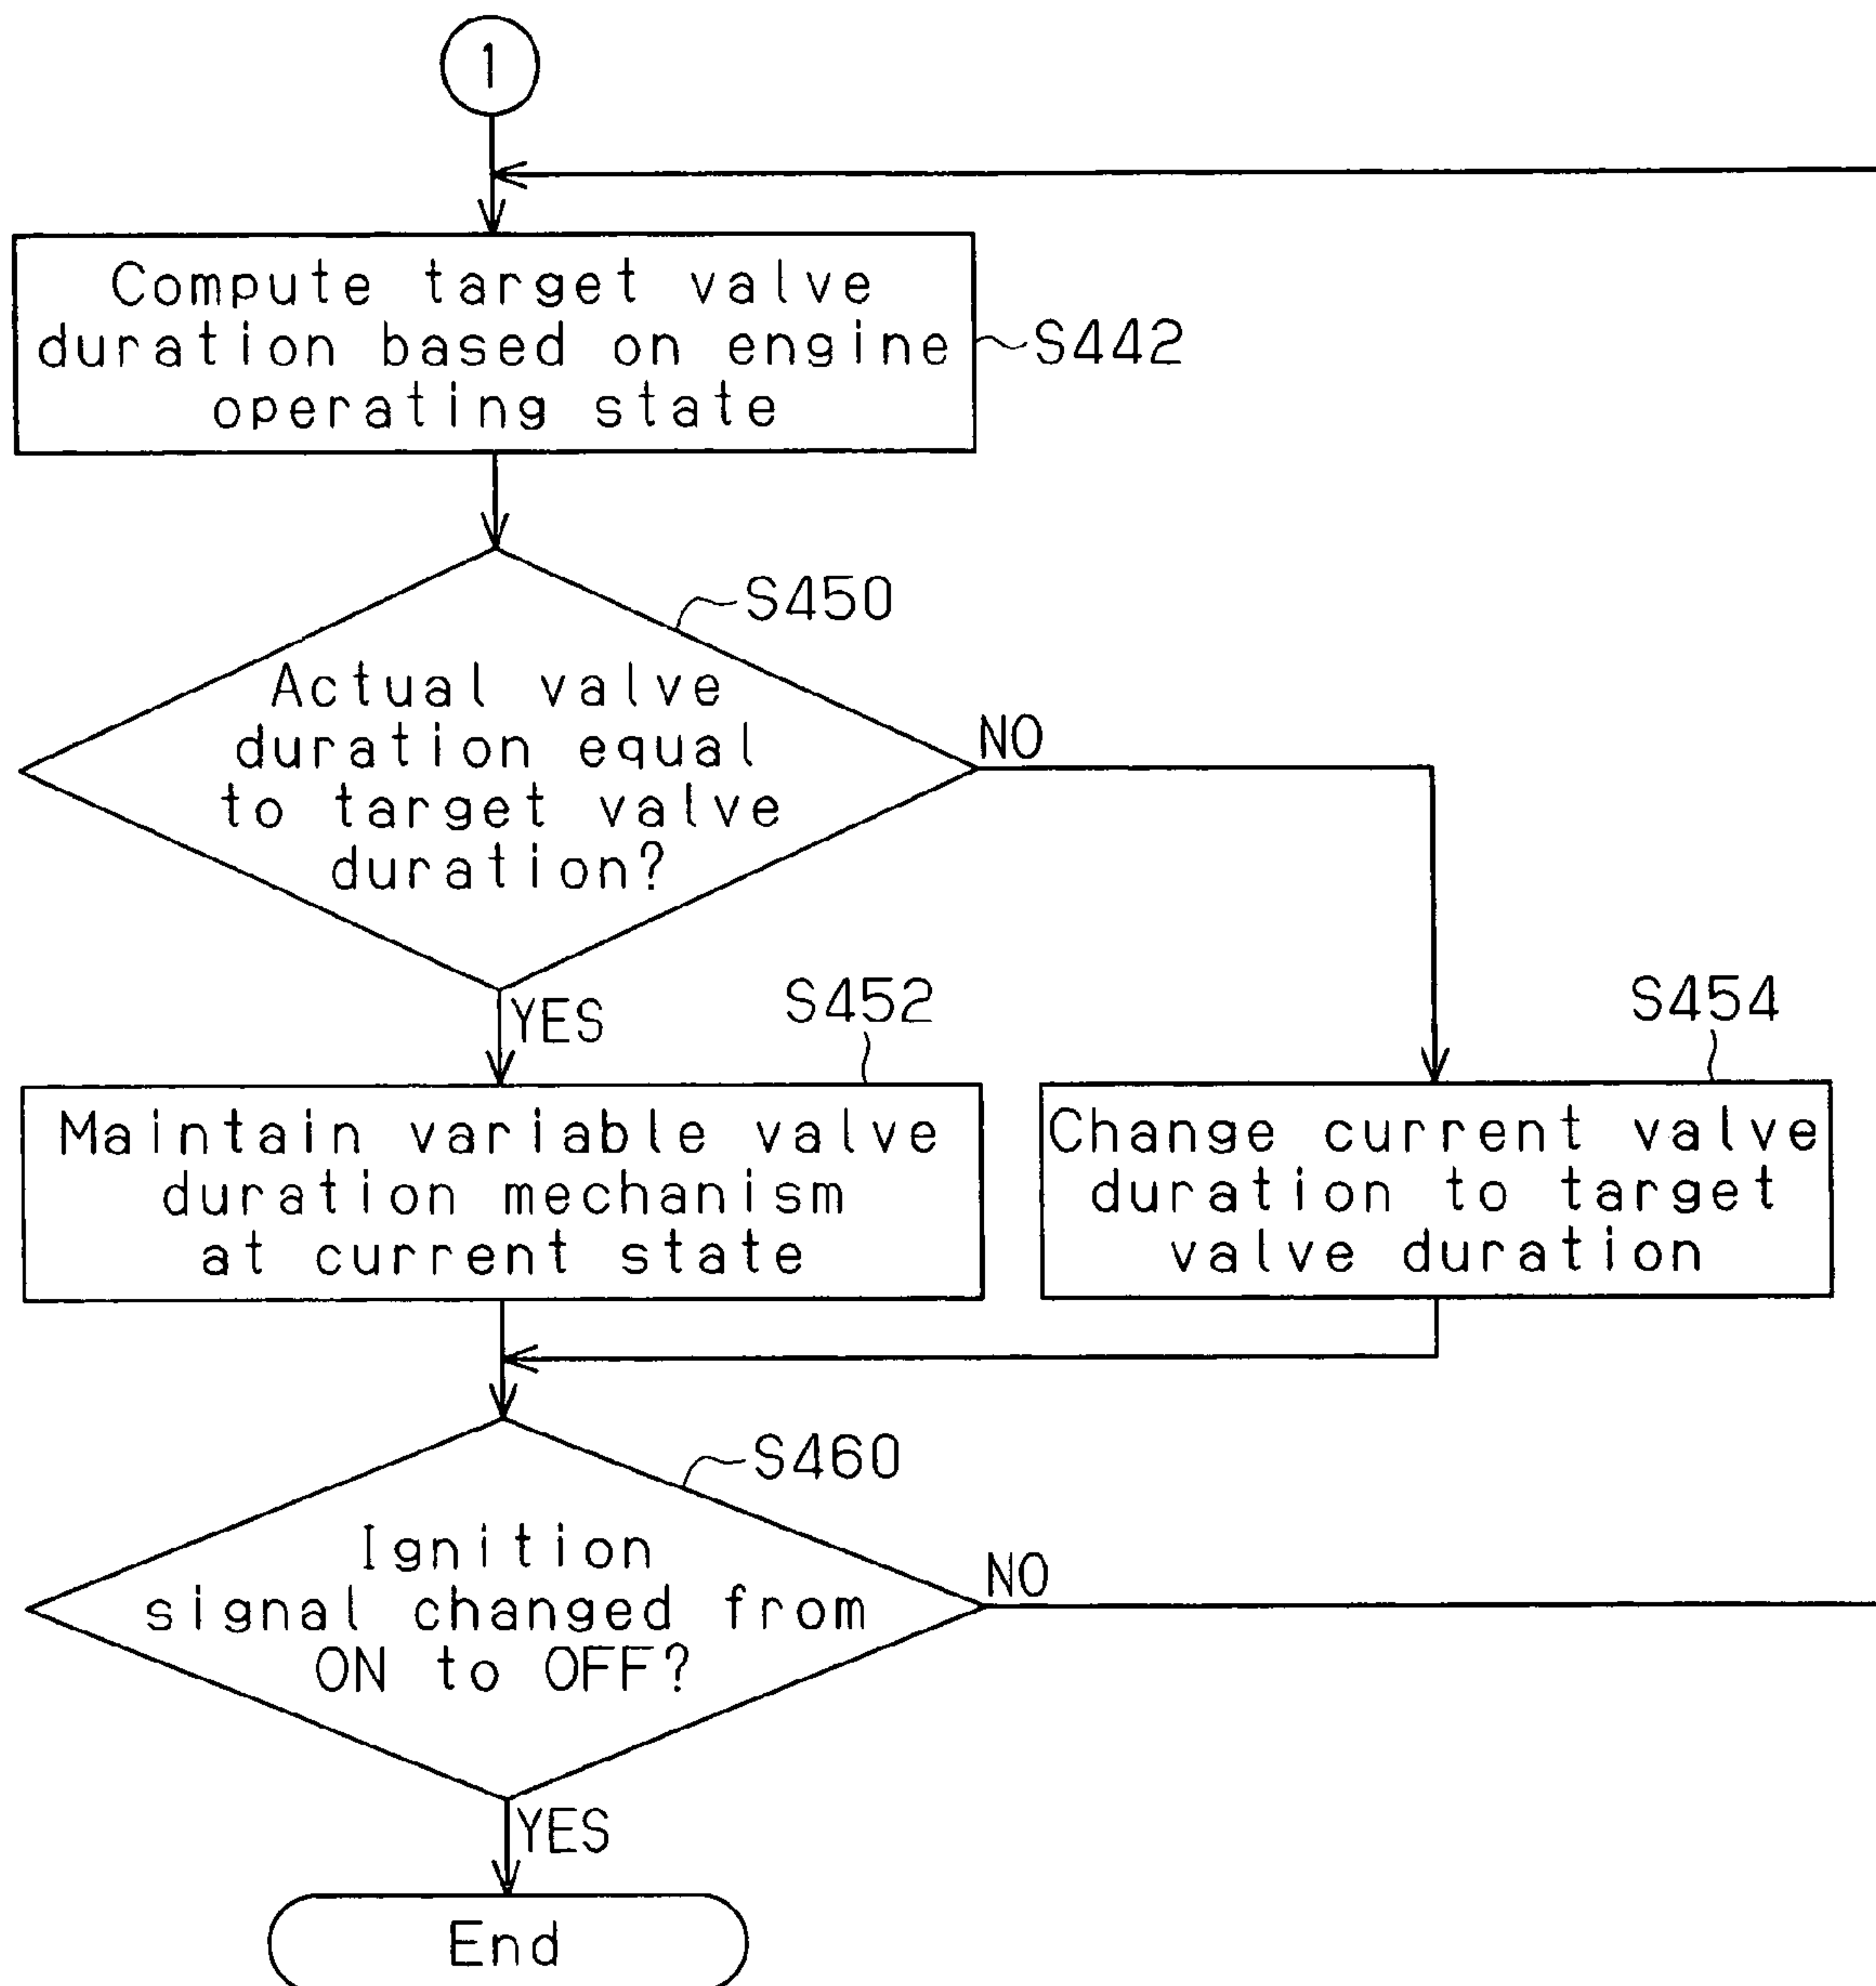 1
Compute target valve
duration based on engine
operating state
S442
S450
Actual valve
duration equal
to target valve
duration?
NO
YES
S452
S454
Maintain variable valve
duration mechanism
at current state
Change current valve
duration to target
valve duration
S460
Ignition
signal changed from
ON to OFF?
NO
YES
End